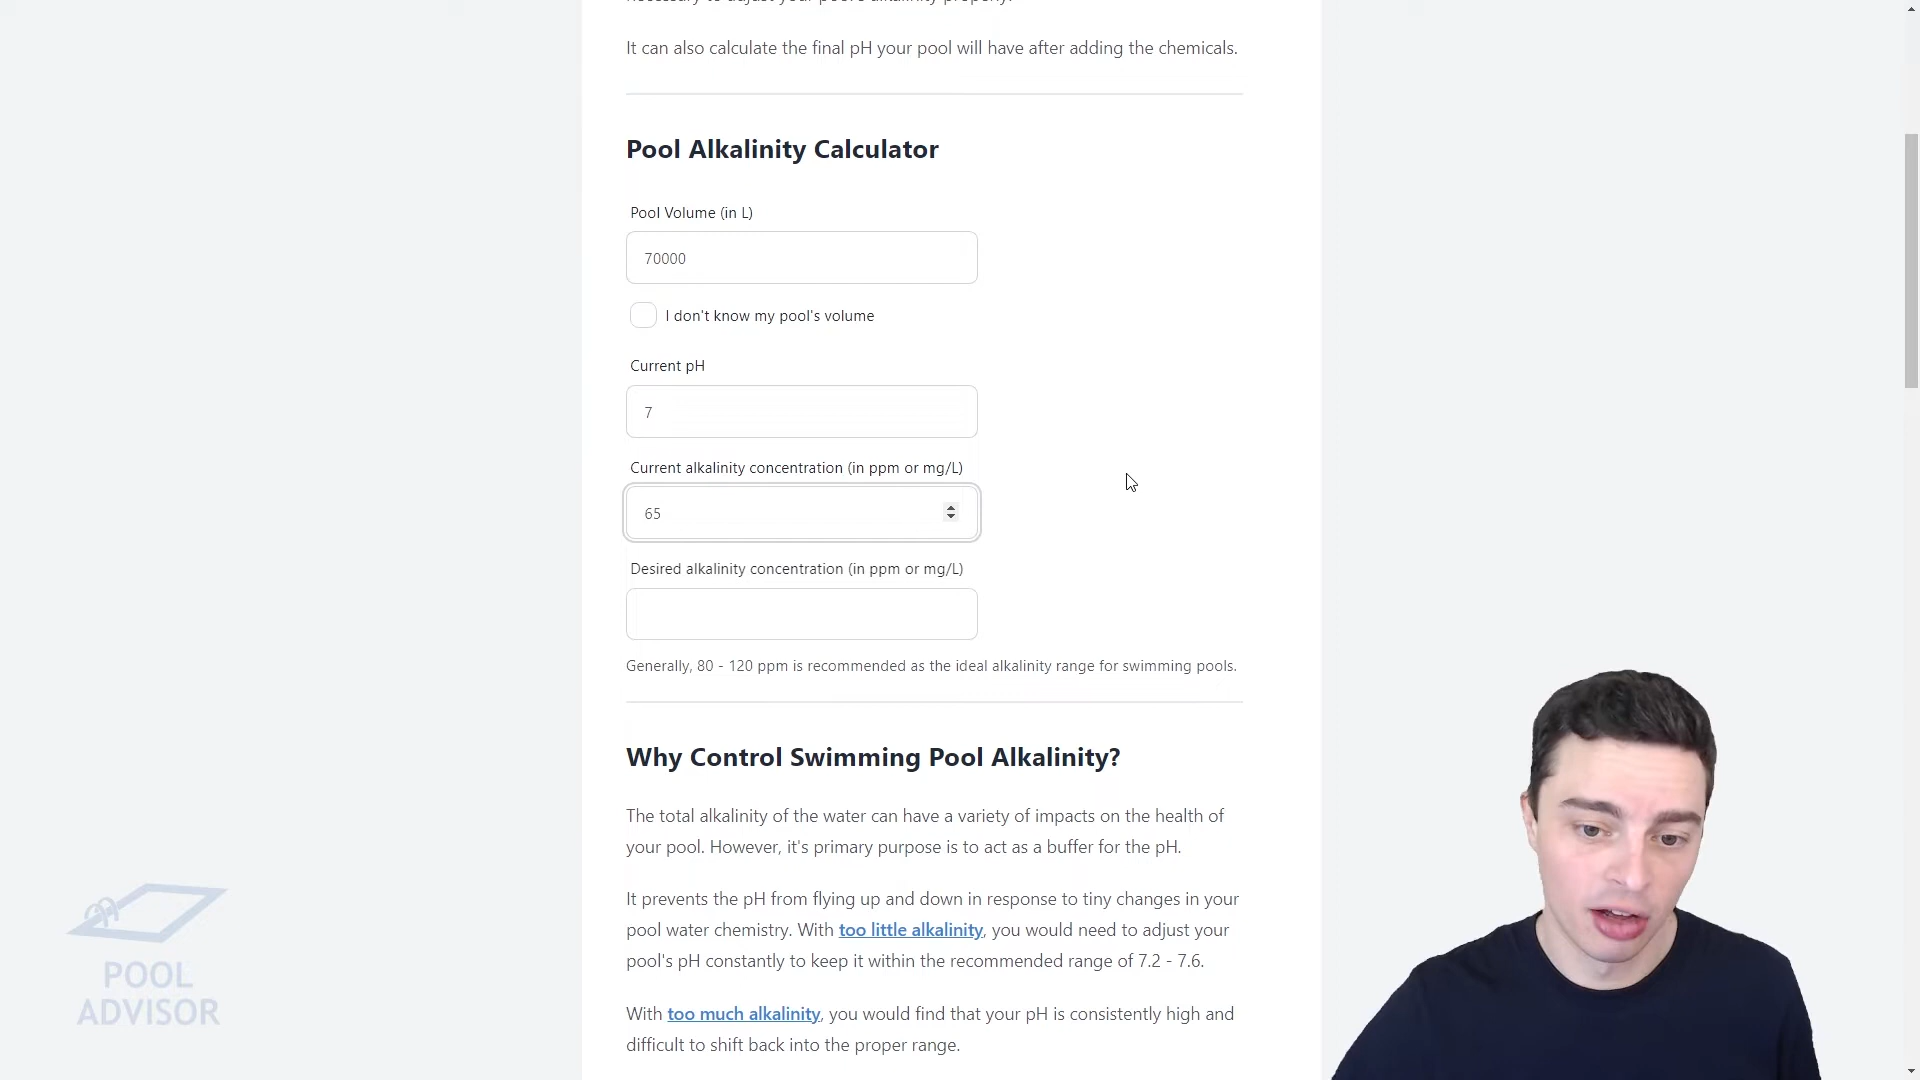 necessary to adjust your pool's alkalinity properly.
It can also calculate the final pH your pool will have after adding the chemicals.
Pool Alkalinity Calculator
Pool Volume (in L)
70000
I don't know my pool's volume
Current pH
7
Current alkalinity concentration (in ppm or mg/L)
65
Desired alkalinity concentration (in ppm or mg/L)
Generally, 80 - 120 ppm is recommended as the ideal alkalinity range for swimming pools.
Why Control Swimming Pool Alkalinity?
The total alkalinity of the water can have a variety of impacts on the health of
your pool. However, it's primary purpose is to act as a buffer for the pH.
It prevents the pH from flying up and down in response to tiny changes in your
pool water chemistry. With too little alkalinity, you would need to adjust your
pool's pH constantly to keep it within the recommended range of 7.2 - 7.6.
With too much alkalinity, you would find that your pH is consistently high and
difficult to shift back into the proper range.
POOL
ADVISOR